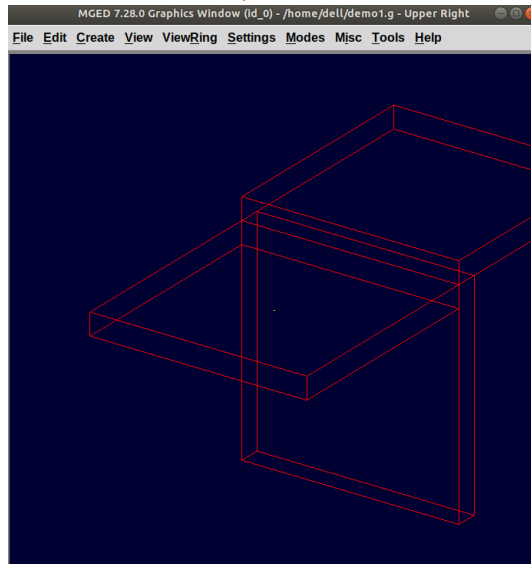 MGED 7.28.0 Graphics Window (id_0) - /home/dell/demo1.g - Upper Right
File Edit Create View ViewRing Settings Modes Misc Tools Help